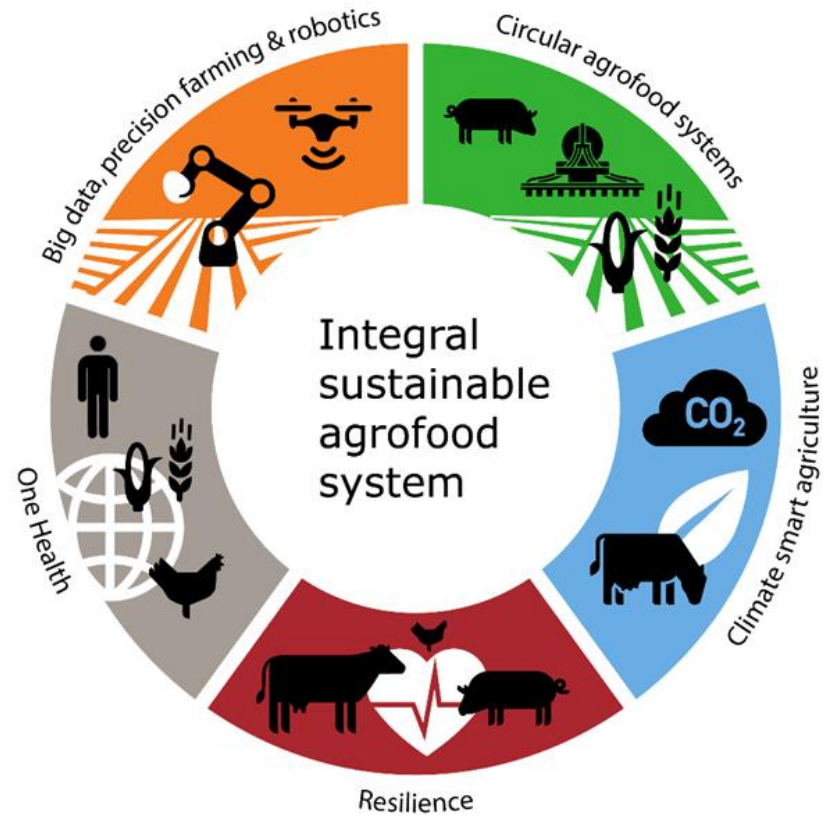 Big data, precision farming & robotics
Circular agrofood systems
Integral
sustainable
agrofood
system
CO₂
Climate smart agriculture
One Health
Resilience